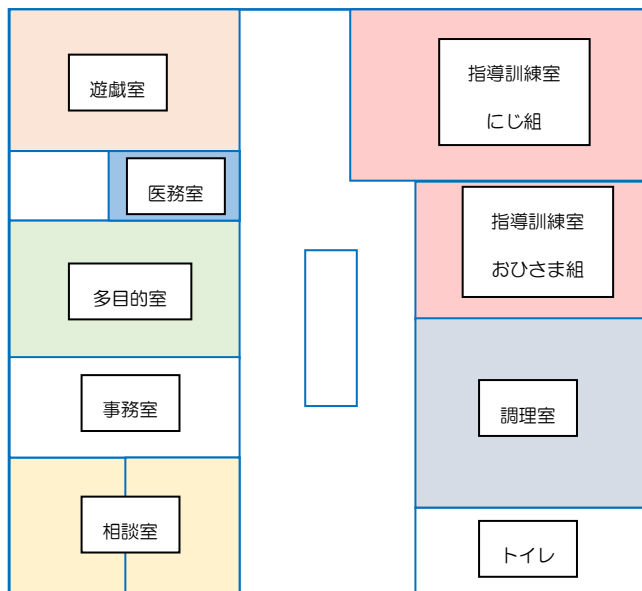 遊戯室
医務室
多目的室
事務室
相談室
指導訓練室
にじ組
指導訓練室
おひさま組
調理室
トイレ